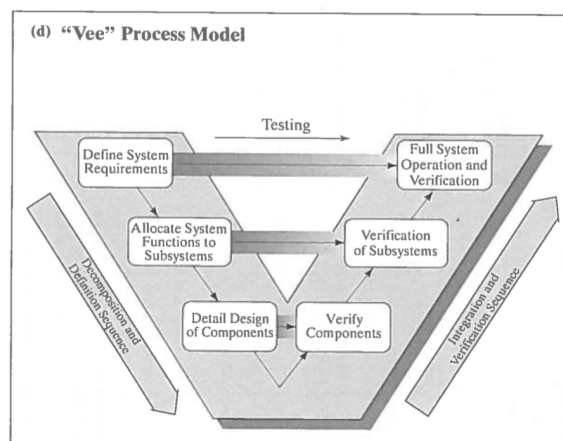 (d) "Vee" Process Model
Testing
Define System
Requirements
Full System
Operation and
Verification
Allocate System
Functions to
Subsystems
Verification
of Subsystems
Detail Design
of Components
Verify
Components
Decomposition and
Definition Sequence
Integration and
Verification Sequence